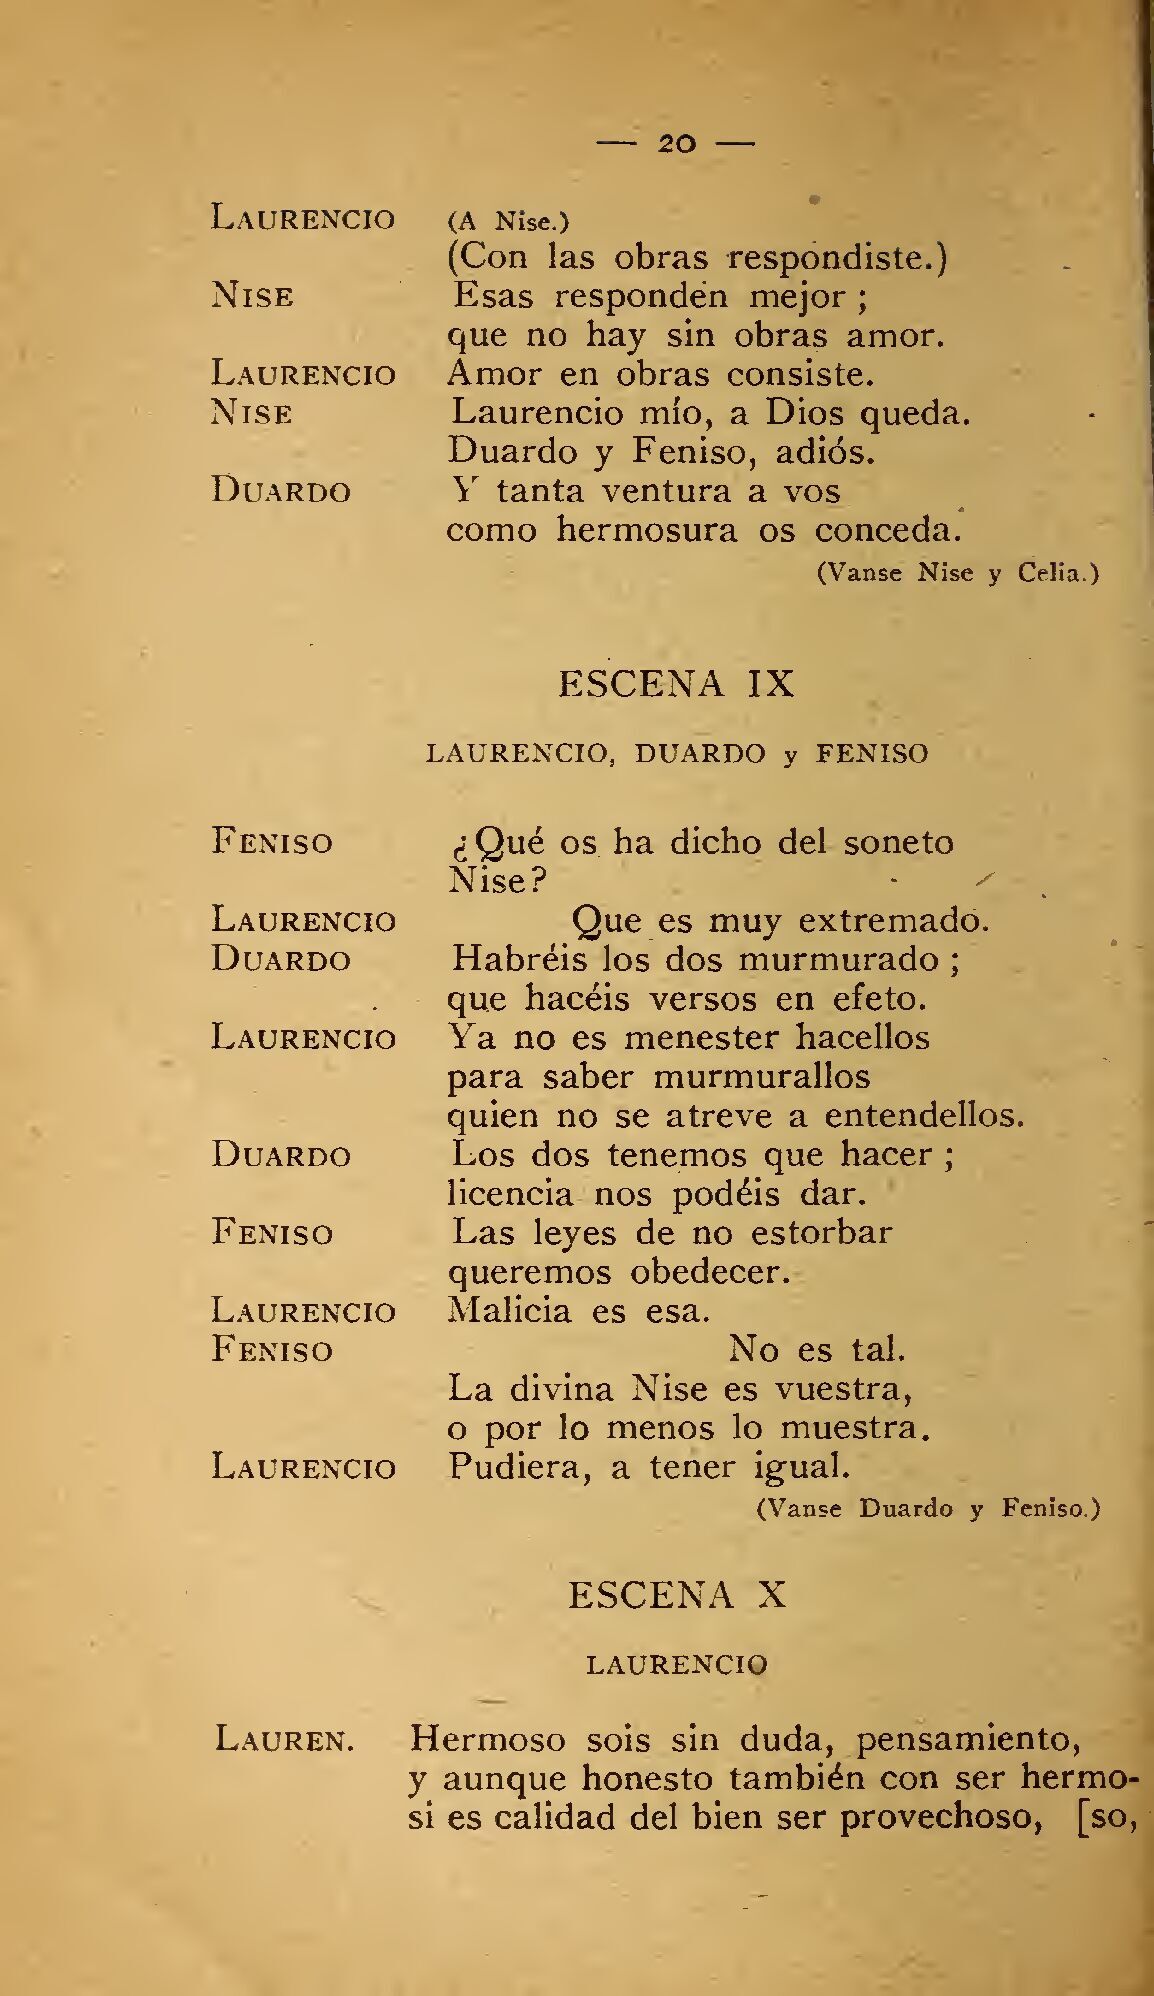 — 20 —
LAURENCIO (A Nise.)
(Con las obras respondiste.)
NISE Esas responden mejor ;
que no hay sin obras amor.
LAURENCIO Amor en obras consiste.
NISE Laurencio mío, a Dios queda.
Duardo y Feniso, adiós.
DUARDO Y tanta ventura a vos
como hermosura os conceda.
(Vanse Nise y Celia.)
ESCENA IX
LAURENCIO, DUARDO y FENISO
FENISO ¿Qué os ha dicho del soneto
Nise?
LAURENCIO Que es muy extremado.
DUARDO Habréis los dos murmurado ;
que hacéis versos en efeto.
LAURENCIO Ya no es menester hacellos
para saber murmurallos
quien no se atreve a entendellos.
DUARDO Los dos tenemos que hacer ;
licencia nos podéis dar.
FENISO Las leyes de no estorbar
queremos obedecer.
LAURENCIO Malicia es esa.
FENISO No es tal.
La divina Nise es vuestra,
o por lo menos lo muestra.
LAURENCIO Pudiera, a tener igual.
(Vanse Duardo y Feniso.)
ESCENA X
LAURENCIO
LAUREN. Hermoso sois sin duda, pensamiento,
y aunque honesto también con ser hermo-
si es calidad del bien ser provechoso, [so,